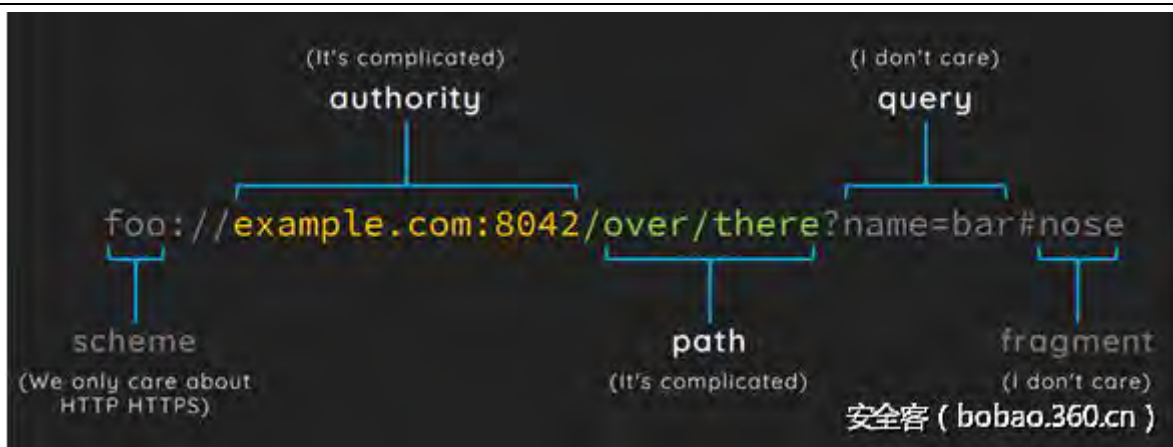 (It's complicated)
authority
(I don't care)
query
foo://example.com:8042/over/there?name=bar#nose
scheme
(We only care about
HTTP HTTPS)
path
(It's complicated)
fragment
(I don't care)
安全客 ( bobao.360.cn )